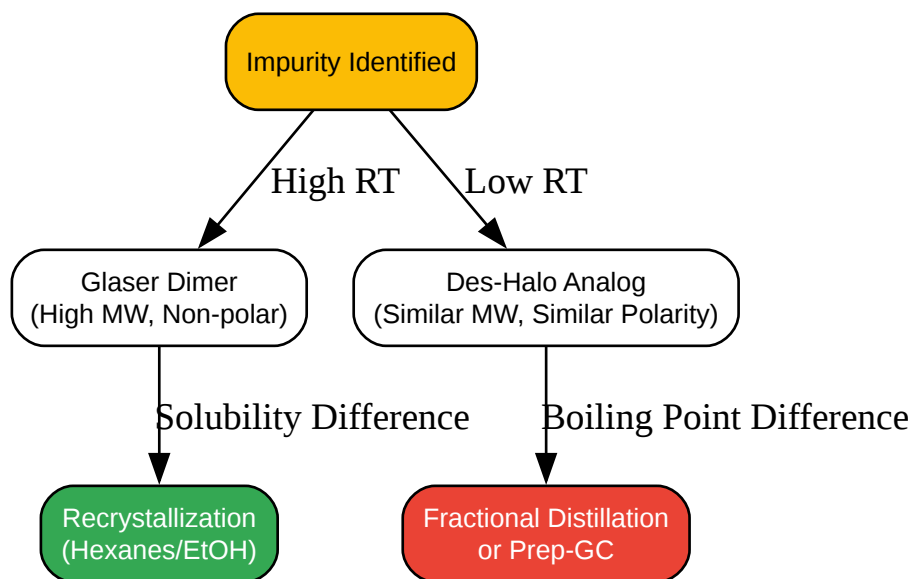 Impurity Identified
High RT
Low RT
Glaser Dimer
(High MW, Non-polar)
Des-Halo Analog
(Similar MW, Similar Polarity)
Solubility Difference
Boiling Point Difference
Recrystallization
(Hexanes/EtOH)
Fractional Distillation
or Prep-GC